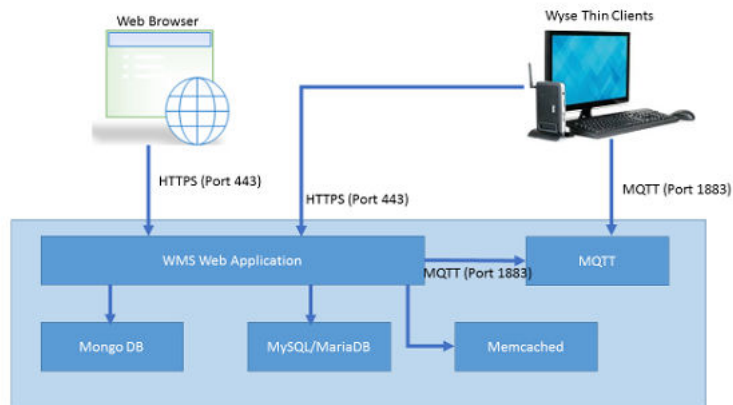 Web Browser
Wyse Thin Clients
HTTPS (Port 443)
HTTPS (Port 443)
MQTT (Port 1883)
WMS Web Application
MQTT (Port 1883)
MQTT
Mongo DB
MySQL/MariaDB
Memcached